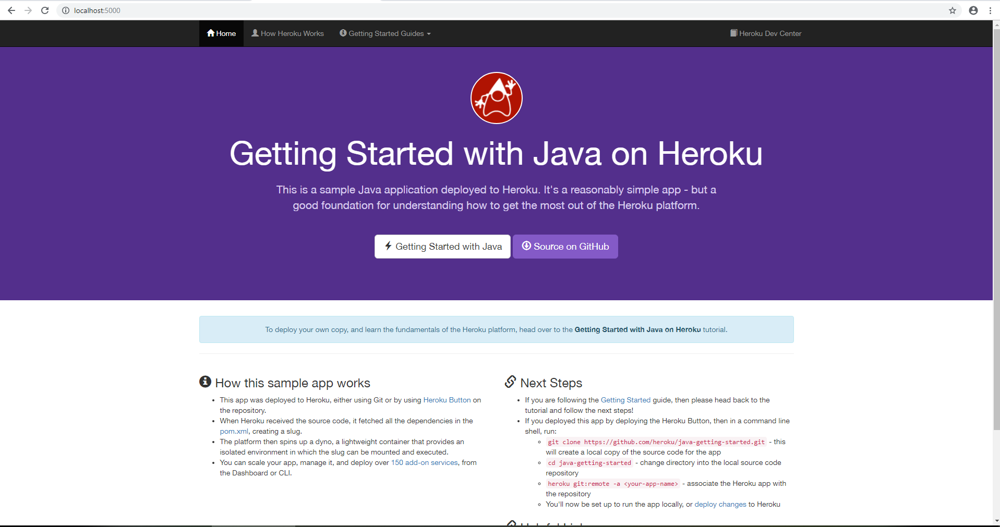 localhost:5000
Home
How Heroku Works
Getting Started Guides
Heroku Dev Center
Getting Started with Java on Heroku
This is a sample Java application deployed to Heroku. It's a reasonably simple app - but a
good foundation for understanding how to get the most out of the Heroku platform.
Getting Started with Java
Source on GitHub
To deploy your own copy, and learn the fundamentals of the Heroku platform, head over to the Getting Started with Java on Heroku tutorial.
How this sample app works
This app was deployed to Heroku, either using Git or by using Heroku Button on
the repository.
When Heroku received the source code, it fetched all the dependencies in the
pom.xml, creating a slug.
The platform then spins up a dyno, a lightweight container that provides an
isolated environment in which the slug can be mounted and executed.
You can scale your app, manage it, and deploy over 150 add-on services, from
the Dashboard or CLI.
Next Steps
If you are following the Getting Started guide, then please head back to the
tutorial and follow the next steps!
If you deployed this app by deploying the Heroku Button, then in a command line
shell, run:
git clone https://github.com/heroku/java-getting-started.git - this
will create a local copy of the source code for the app
cd java-getting-started - change directory into the local source code
repository
heroku git:remote -a <your-app-name> - associate the Heroku app with
the repository
You'll now be set up to run the app locally, or deploy changes to Heroku